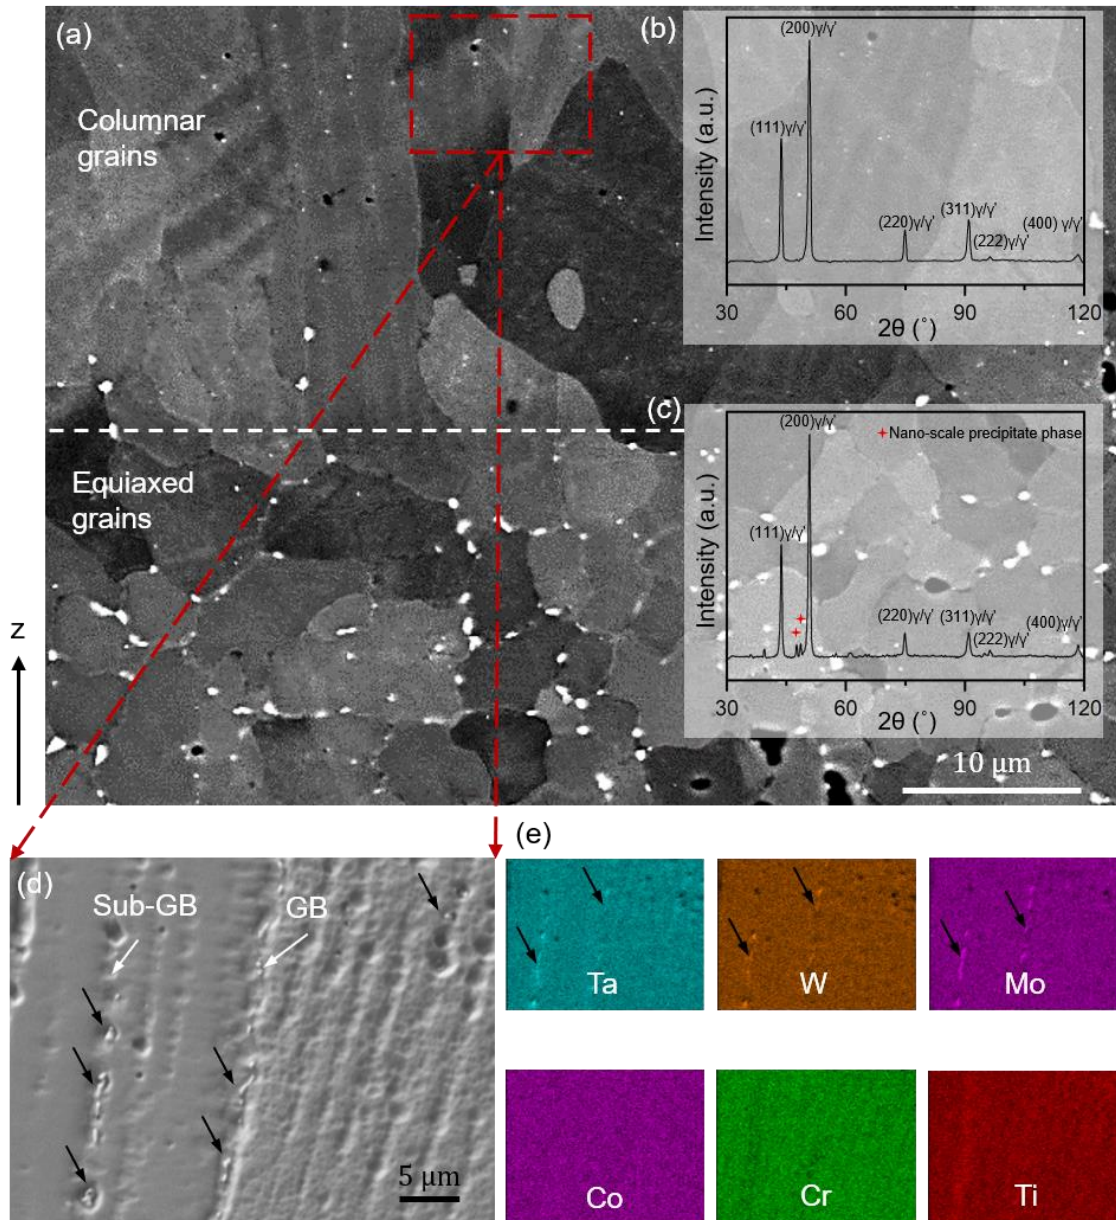 (a)
Columnar
grains
Equiaxed
grains
z
10 μm
(b)
Intensity (a.u.)
(111)γ/γ'
(200)γ/γ'
(220)γ/γ'
(311)γ/γ'
(222)γ/γ'
(400) γ/γ'
30 60 90 120
2θ (˚)
(c)
Intensity (a.u.)
Nano-scale precipitate phase
(111)γ/γ'
(200)γ/γ'
(220)γ/γ'
(311)γ/γ'
(222)γ/γ'
(400)γ/γ'
30 60 90 120
2θ (˚)
(d)
Sub-GB
GB
5 μm
(e)
Ta
W
Mo
Co
Cr
Ti